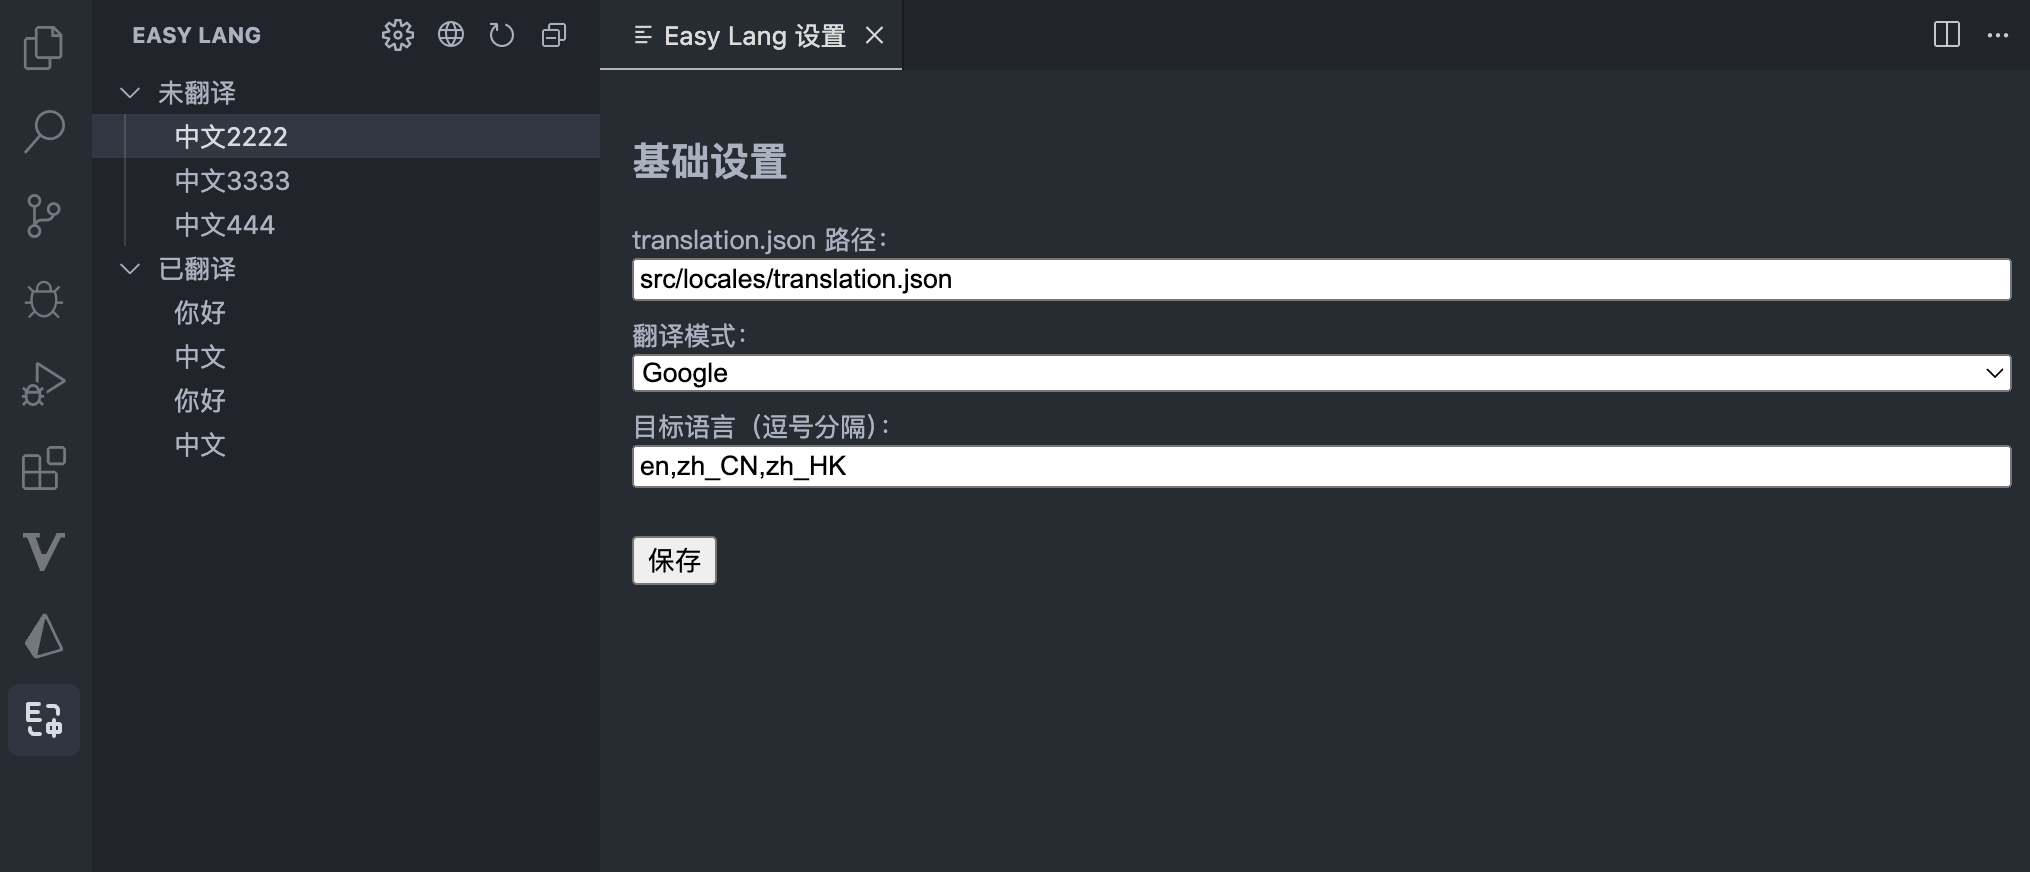 EASY LANG
未翻译
中文2222
中文3333
中文444
已翻译
你好
中文
你好
中文
Easy Lang 设置
基础设置
translation.json 路径：
src/locales/translation.json
翻译模式：
Google
目标语言（逗号分隔）：
en,zh_CN,zh_HK
保存